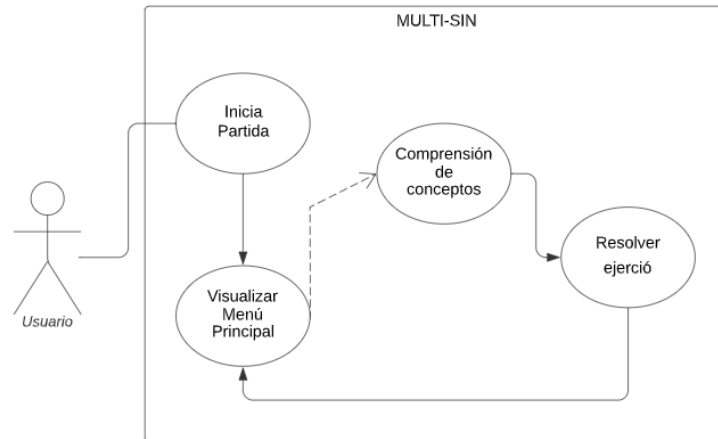 MULTI-SIN
Inicia
Partida
Comprensión
de
conceptos
Resolver
ejerció
Visualizar
Menú
Principal
Usuario